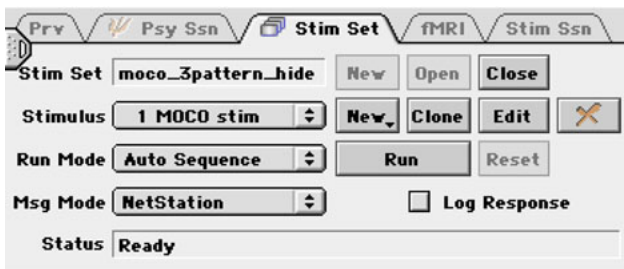 Prv Psy Ssn Stim Set fMRI Stim Ssn
Stim Set moco_3pattern_hide New Open Close
Stimulus 1 MOCO stim New Clone Edit
Run Mode Auto Sequence Run Reset
Msg Mode NetStation Log Response
Status Ready